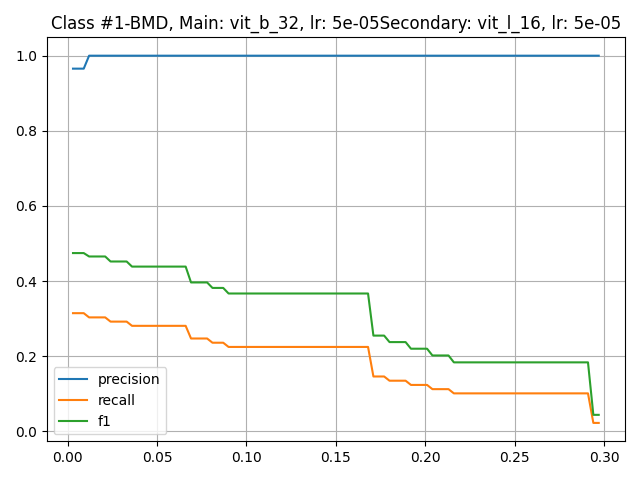 Class #1-BMD, Main: vit_b_32, lr: 5e-05Secondary: vit_l_16, lr: 5e-05
1.0
0.8
0.6
0.4
0.2
0.0
precision
recall
f1
0.00 0.05 0.10 0.15 0.20 0.25 0.30